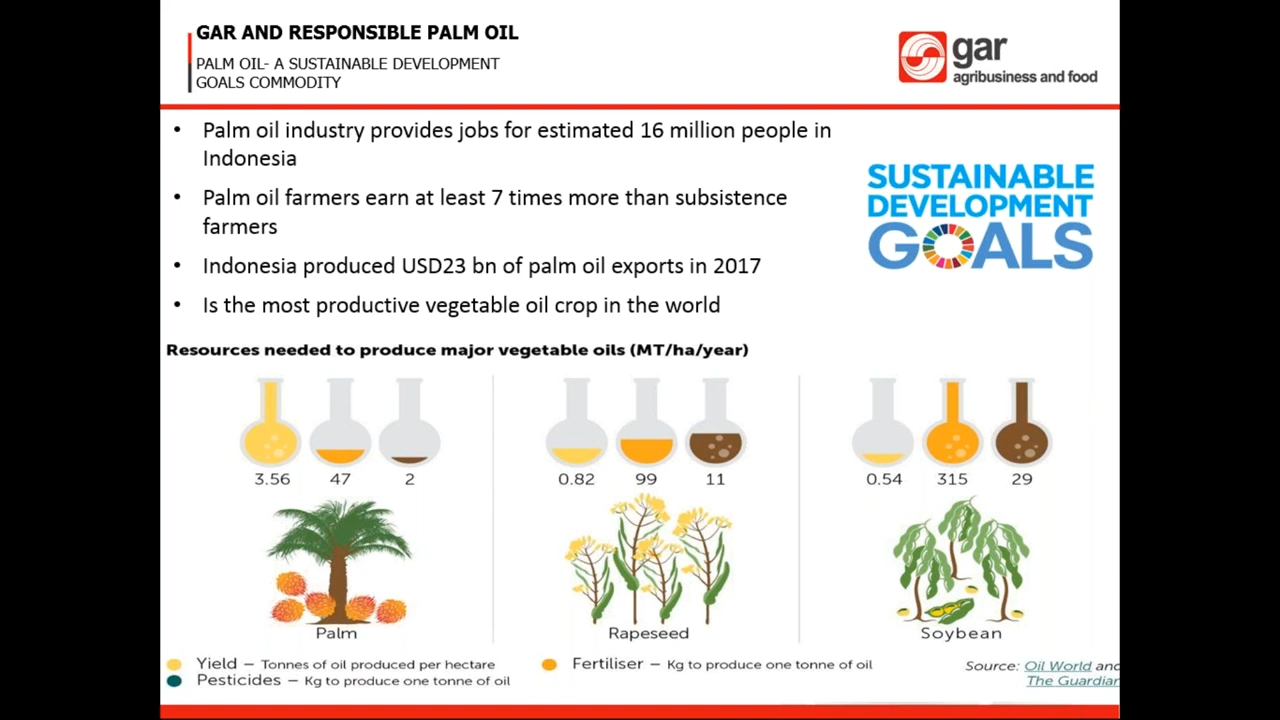 GAR AND RESPONSIBLE PALM OIL
PALM OIL- A SUSTAINABLE DEVELOPMENT
GOALS COMMODITY
gar
agribusiness and food
• Palm oil industry provides jobs for estimated 16 million people in
Indonesia
• Palm oil farmers earn at least 7 times more than subsistence
farmers
• Indonesia produced USD23 bn of palm oil exports in 2017
• Is the most productive vegetable oil crop in the world
SUSTAINABLE
DEVELOPMENT
GOALS
Resources needed to produce major vegetable oils (MT/ha/year)
3.56 47 2
0.82 99 11
0.54 315 29
Palm
Rapeseed
Soybean
Yield – Tonnes of oil produced per hectare
Fertiliser – Kg to produce one tonne of oil
Pesticides – Kg to produce one tonne of oil
Source: Oil World and
The Guardian